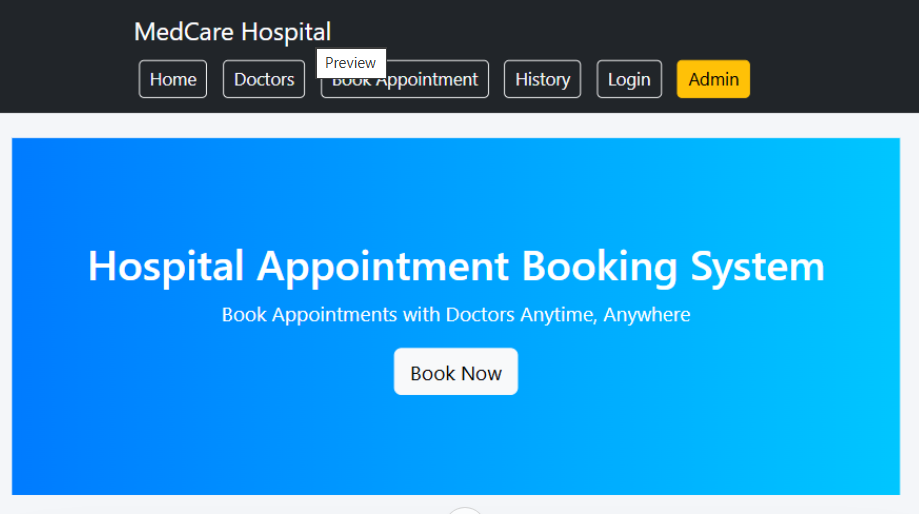 MedCare Hospital
Preview
Home Doctors Book Appointment History Login Admin
Hospital Appointment Booking System
Book Appointments with Doctors Anytime, Anywhere
Book Now